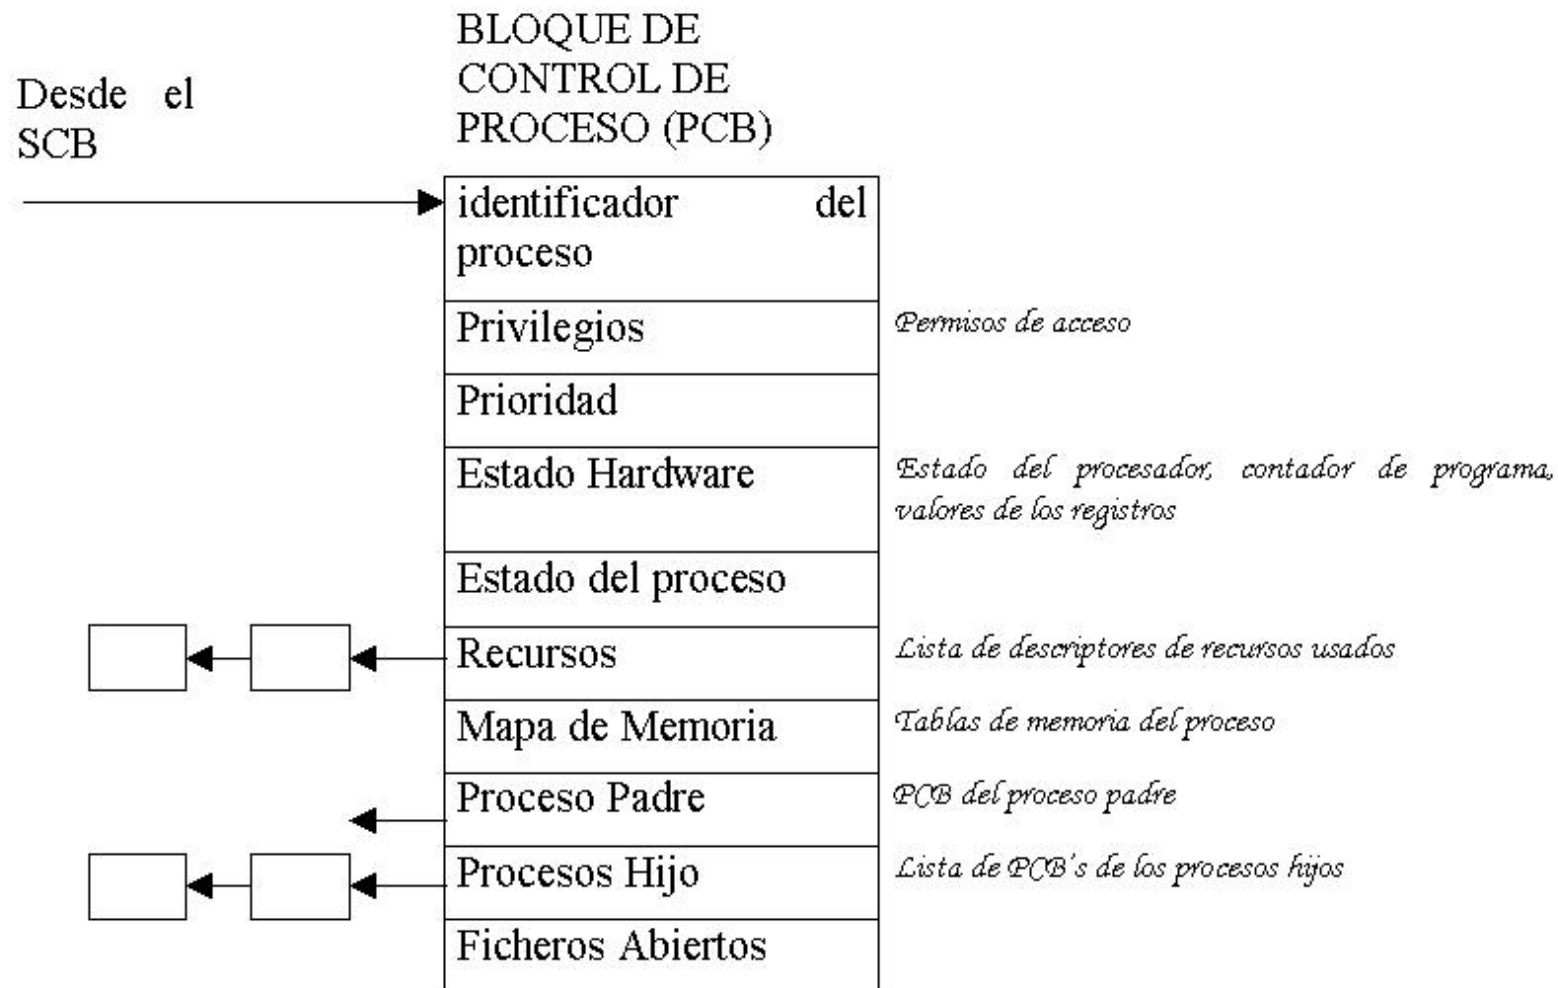 BLOQUE DE
CONTROL DE
PROCESO (PCB)
Desde el
SCB
identificador del
proceso
Privilegios
Permisos de acceso
Prioridad
Estado Hardware
Estado del procesador, contador de programa,
valores de los registros
Estado del proceso
Recursos
Lista de descriptores de recursos usados
Mapa de Memoria
Tablas de memoria del proceso
Proceso Padre
PCB del proceso padre
Procesos Hijo
Lista de PCB's de los procesos hijos
Ficheros Abiertos